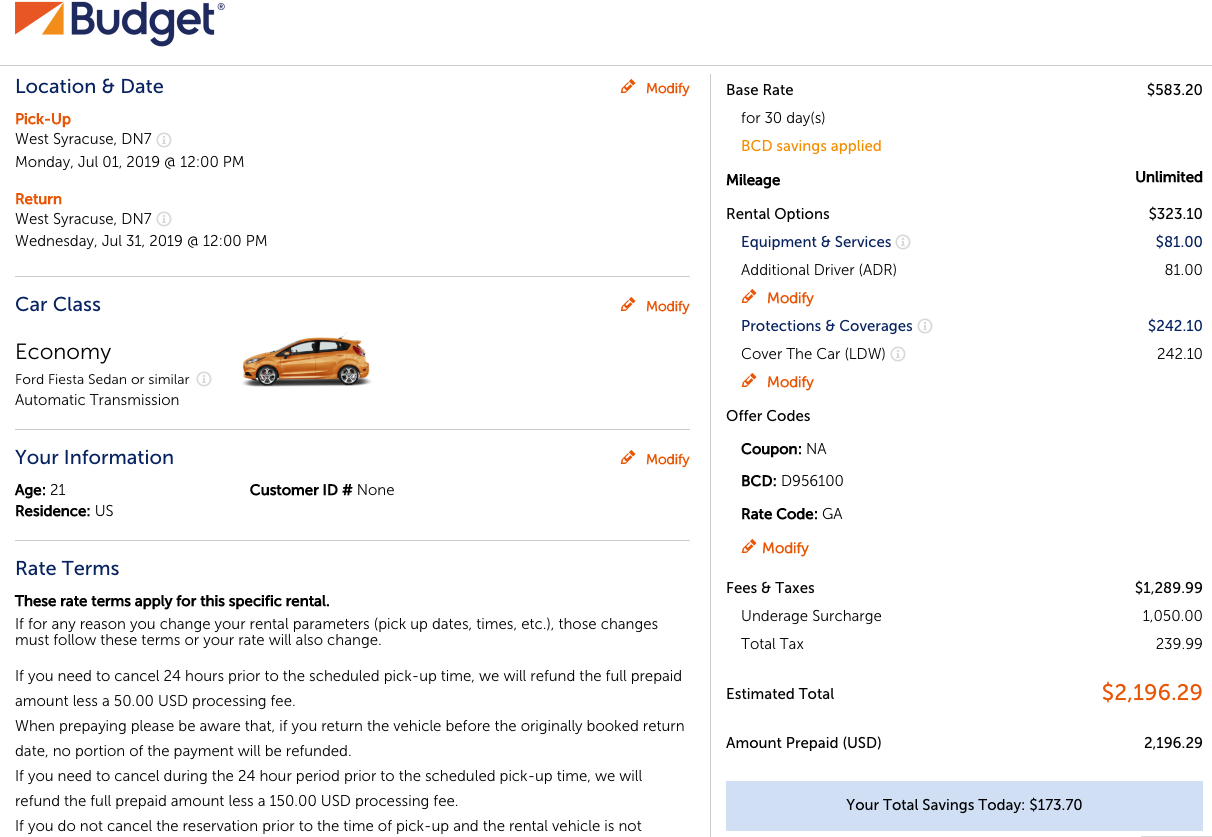 Budget®
Location & Date
Modify
Pick-Up
West Syracuse, DN7
Monday, Jul 01, 2019 @ 12:00 PM
Return
West Syracuse, DN7
Wednesday, Jul 31, 2019 @ 12:00 PM
Car Class
Modify
Economy
Ford Fiesta Sedan or similar
Automatic Transmission
Your Information
Modify
Age: 21 Customer ID # None
Residence: US
Rate Terms
These rate terms apply for this specific rental.
If for any reason you change your rental parameters (pick up dates, times, etc.), those changes
must follow these terms or your rate will also change.
If you need to cancel 24 hours prior to the scheduled pick-up time, we will refund the full prepaid
amount less a 50.00 USD processing fee.
When prepaying please be aware that, if you return the vehicle before the originally booked return
date, no portion of the payment will be refunded.
If you need to cancel during the 24 hour period prior to the scheduled pick-up time, we will
refund the full prepaid amount less a 150.00 USD processing fee.
If you do not cancel the reservation prior to the time of pick-up and the rental vehicle is not
Base Rate $583.20
for 30 day(s)
BCD savings applied
Mileage Unlimited
Rental Options $323.10
Equipment & Services $81.00
Additional Driver (ADR) 81.00
Modify
Protections & Coverages $242.10
Cover The Car (LDW) 242.10
Modify
Offer Codes
Coupon: NA
BCD: D956100
Rate Code: GA
Modify
Fees & Taxes $1,289.99
Underage Surcharge 1,050.00
Total Tax 239.99
Estimated Total $2,196.29
Amount Prepaid (USD) 2,196.29
Your Total Savings Today: $173.70